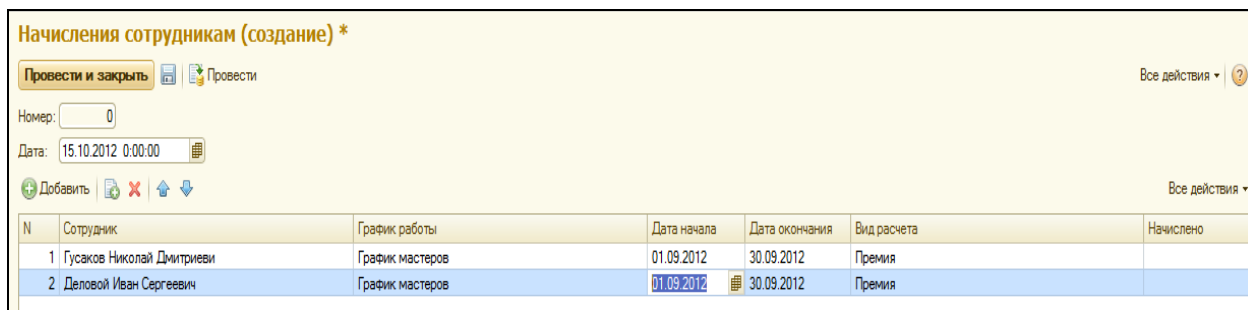 Начисления сотрудникам (создание) *
Провести и закрыть Провести Все действия
Номер: 0
Дата: 15.10.2012 0:00:00
Добавить Все действия
N Сотрудник График работы Дата начала Дата окончания Вид расчета Начислено
1 Гусаков Николай Дмитриеви График мастеров 01.09.2012 30.09.2012 Премия
2 Деловой Иван Сергеевич График мастеров 01.09.2012 30.09.2012 Премия